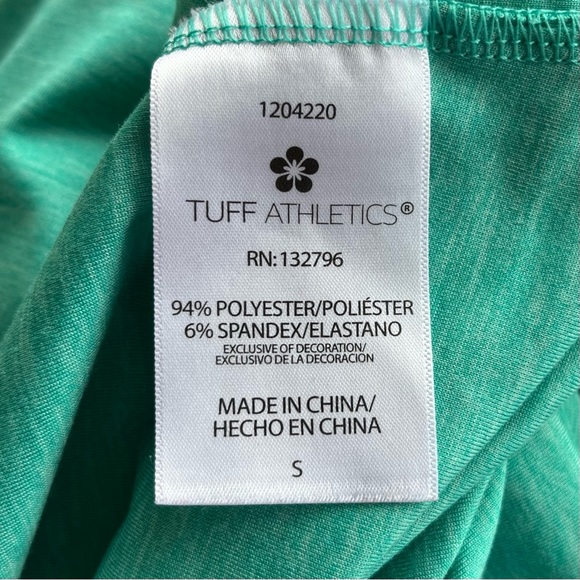 1204220
TUFF ATHLETICS®
RN:132796
94% POLYESTER/POLIÉSTER
6% SPANDEX/ELASTANO
EXCLUSIVE OF DECORATION/
EXCLUSIVO DE LA DECORACION
MADE IN CHINA/
HECHO EN CHINA
S